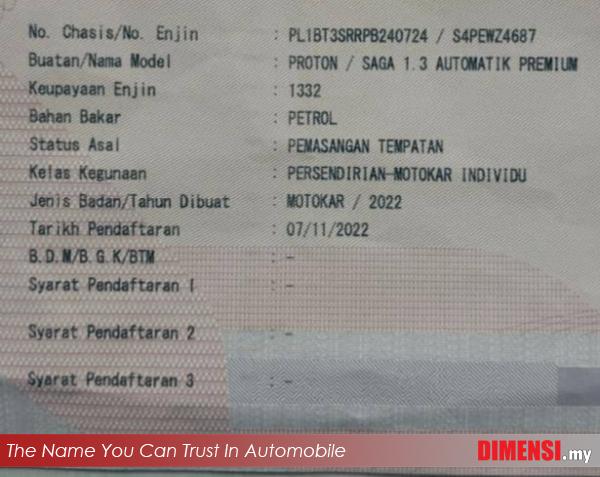 No. Chasis/No. Enjin : PL1BT3SRRPB240724 / S4PEWZ4687
Buatan/Nama Model : PROTON / SAGA 1.3 AUTOMATIK PREMIUM
Keupayaan Enjin : 1332
Bahan Bakar : PETROL
Status Asal : PEMASANGAN TEMPATAN
Kelas Kegunaan : PERSENDIRIAN-MOTOKAR INDIVIDU
Jenis Badan/Tahun Dibuat : MOTOKAR / 2022
Tarikh Pendaftaran : 07/11/2022
B.D.M/B.G.K/BTM : -
Syarat Pendaftaran 1 : -
Syarat Pendaftaran 2 : -
Syarat Pendaftaran 3 : -
The Name You Can Trust In Automobile
DIMENSI.my